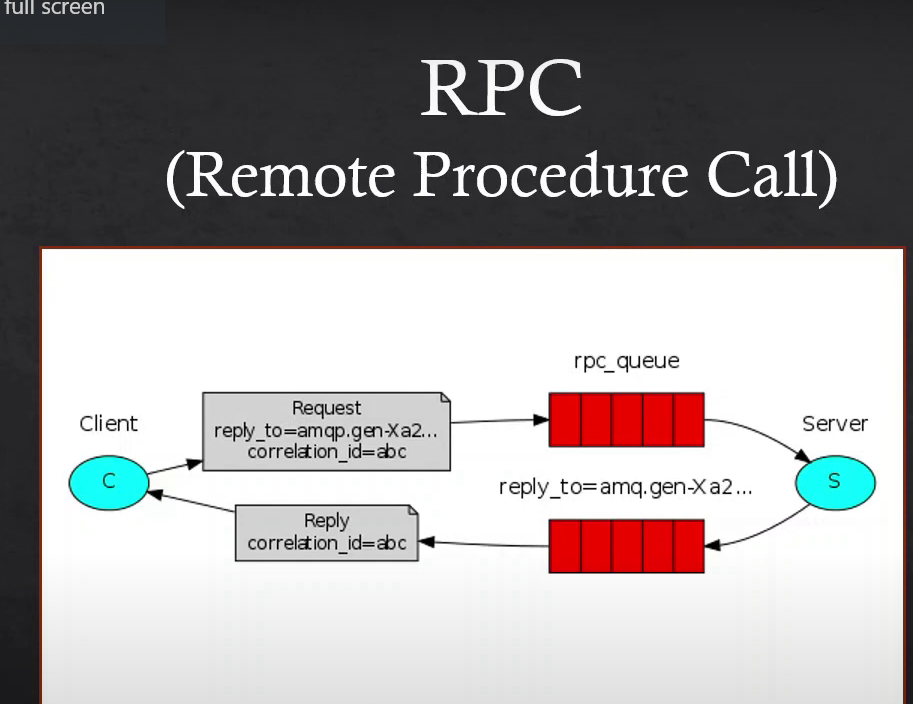 full screen
RPC
(Remote Procedure Call)
rpc_queue
Client
Request
reply_to=amqp.gen-Xa2...
correlation_id=abc
Server
C
S
reply_to=amq.gen-Xa2...
Reply
correlation_id=abc